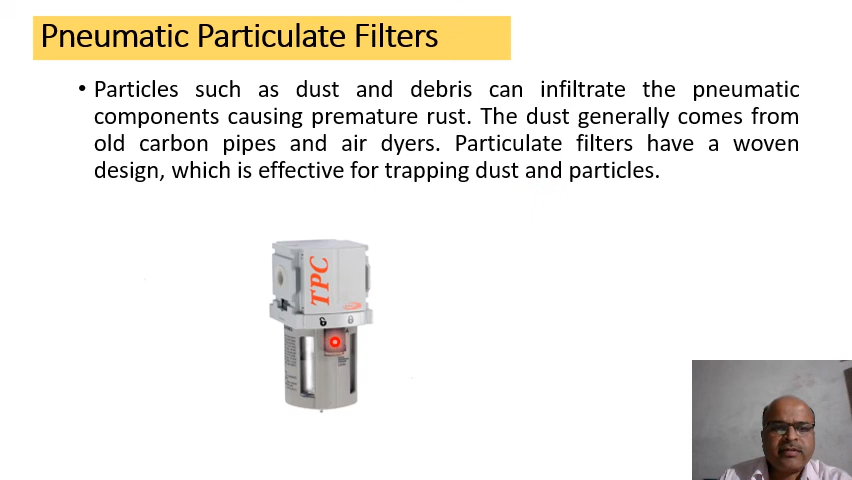 Pneumatic Particulate Filters
• Particles such as dust and debris can infiltrate the pneumatic
components causing premature rust. The dust generally comes from
old carbon pipes and air dyers. Particulate filters have a woven
design, which is effective for trapping dust and particles.
TPC